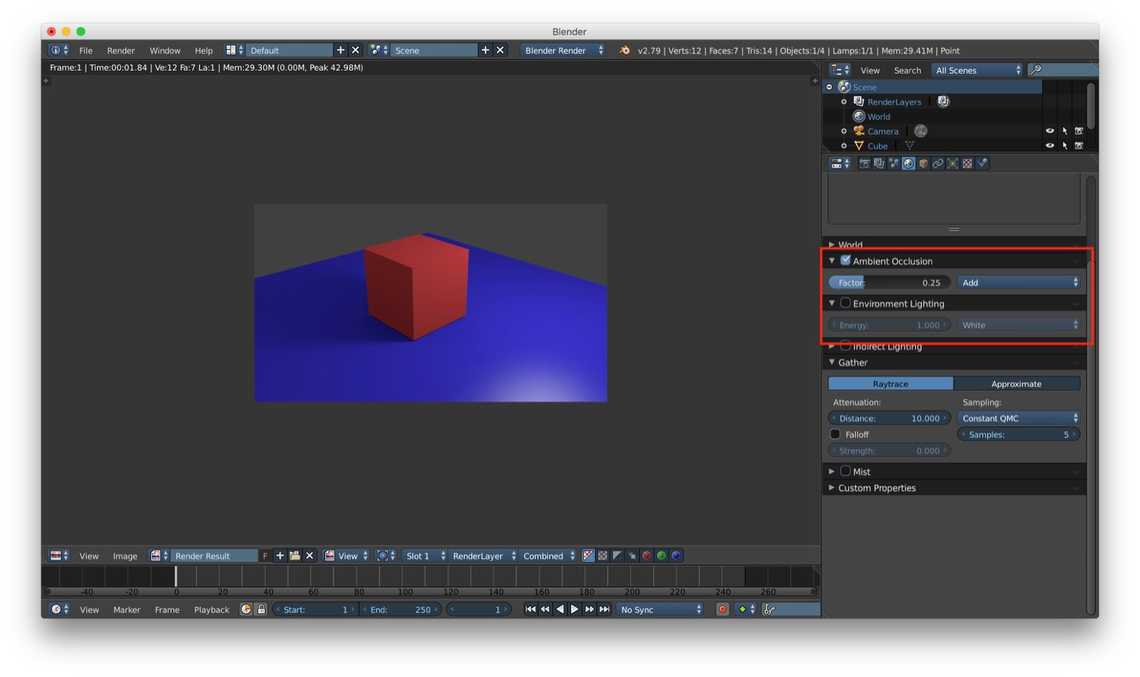 Blender
File Render Window Help Default Scene Blender Render v2.79 | Verts:12 | Faces:7 | Tris:14 | Objects:1/4 | Lamps:1/1 | Mem:29.41M | Point
Frame:1 | Time:00:01.84 | Ve:12 Fa:7 La:1 | Mem:29.30M (0.00M, Peak 42.98M)
View Search All Scenes
Scene
RenderLayers
World
Camera
Cube
World
Ambient Occlusion
Factor: 0.25 Add
Environment Lighting
Energy: 1.000 White
Indirect Lighting
Gather
Raytrace Approximate
Attenuation: Sampling:
Distance: 10.000 Constant QMC
Falloff Samples: 5
Strength: 0.000
Mist
Custom Properties
View Image Render Result F View Slot 1 RenderLayer Combined
-40 -20 0 20 40 60 80 100 120 140 160 180 200 220 240 260
View Marker Frame Playback Start: 1 End: 250 1 No Sync